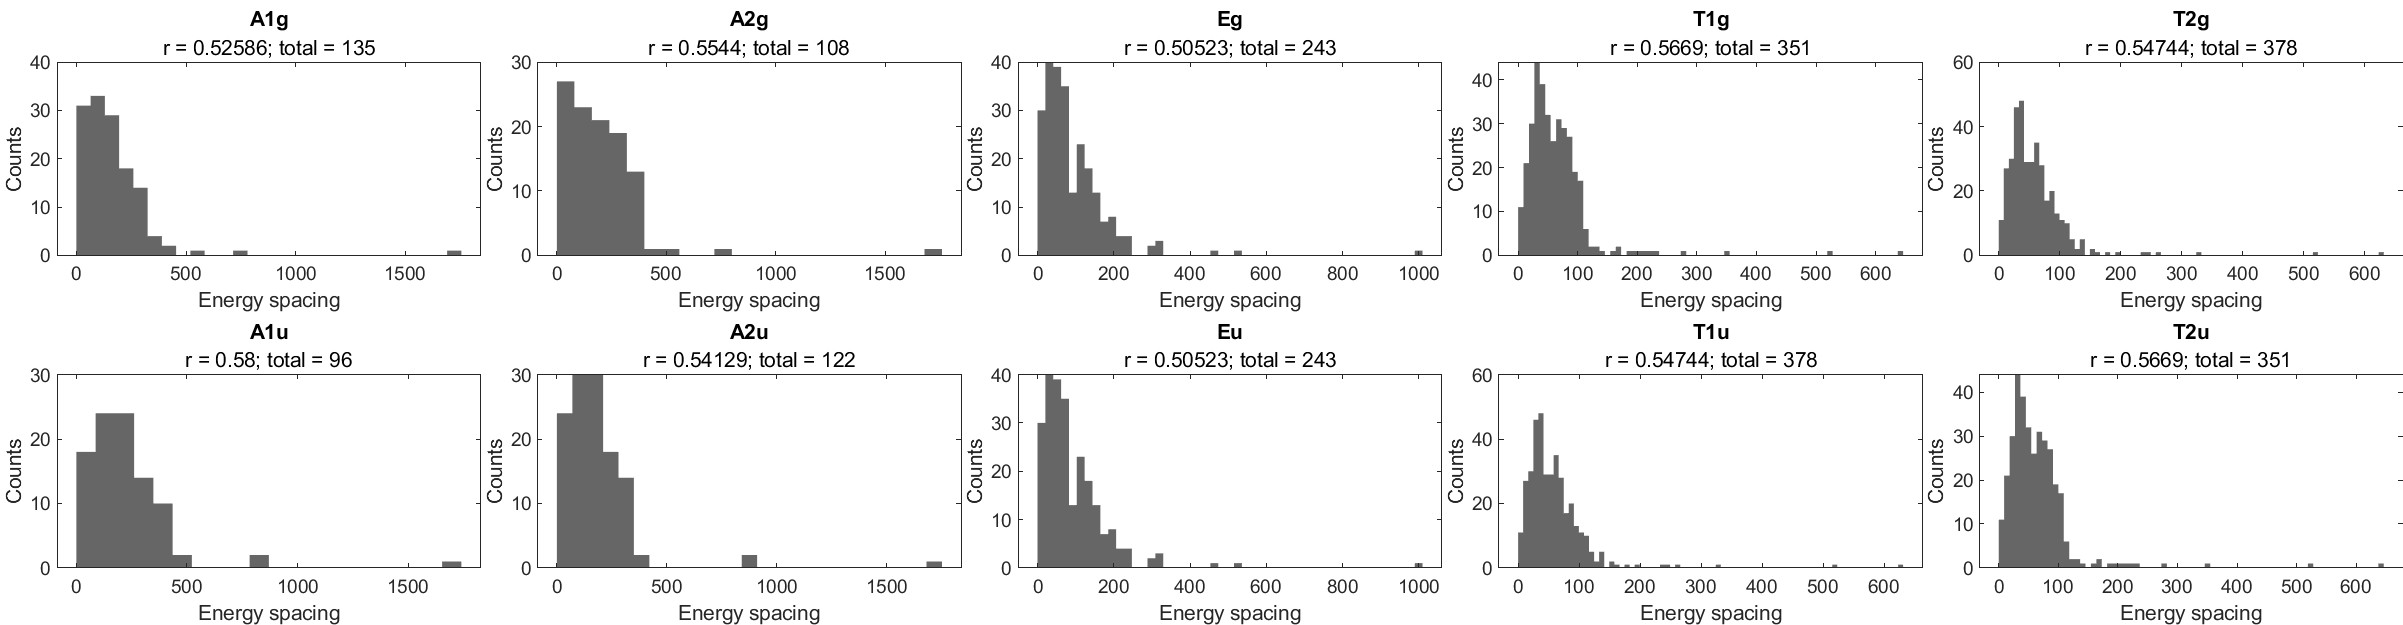 A1g
r = 0.52586; total = 135
40
30
20
10
0
Counts
0 500 1000 1500
Energy spacing
A2g
r = 0.5544; total = 108
30
20
10
0
Counts
0 500 1000 1500
Energy spacing
Eg
r = 0.50523; total = 243
40
30
20
10
0
Counts
0 200 400 600 800 1000
Energy spacing
T1g
r = 0.5669; total = 351
40
30
20
10
0
Counts
0 100 200 300 400 500 600
Energy spacing
T2g
r = 0.54744; total = 378
60
40
20
0
Counts
0 100 200 300 400 500 600
Energy spacing
A1u
r = 0.58; total = 96
30
20
10
0
Counts
0 500 1000 1500
Energy spacing
A2u
r = 0.54129; total = 122
30
20
10
0
Counts
0 500 1000 1500
Energy spacing
Eu
r = 0.50523; total = 243
40
30
20
10
0
Counts
0 200 400 600 800 1000
Energy spacing
T1u
r = 0.54744; total = 378
60
40
20
0
Counts
0 100 200 300 400 500 600
Energy spacing
T2u
r = 0.5669; total = 351
40
30
20
10
0
Counts
0 100 200 300 400 500 600
Energy spacing